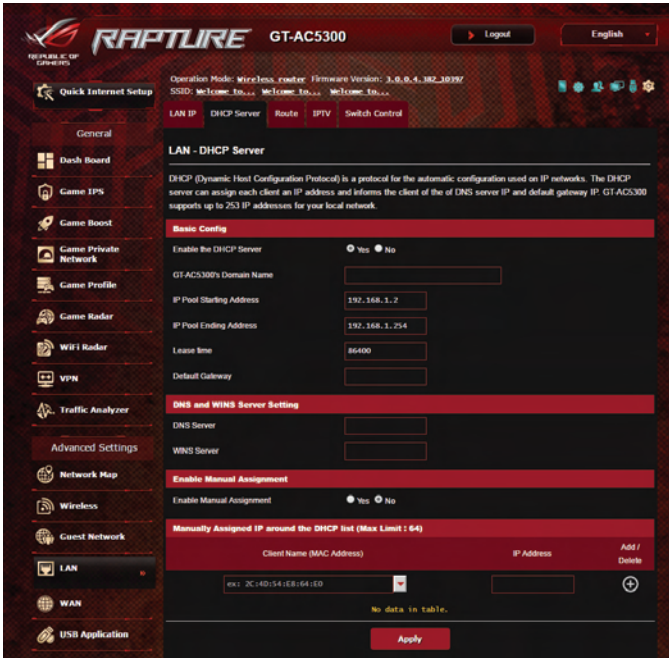 REPUBLIC OF
GAMERS
RAPTURE GT-AC5300 Logout English
Quick Internet Setup
Operation Mode: Wireless router Firmware Version: 3.0.0.4.382_10397
SSID: Welcome to... Welcome to... Welcome to...
LAN IP DHCP Server Route IPTV Switch Control
General
Dash Board
Game IPS
Game Boost
Game Private
Network
Game Profile
Game Radar
WiFi Radar
VPN
Traffic Analyzer
Advanced Settings
Network Map
Wireless
Guest Network
LAN »
WAN
USB Application
LAN - DHCP Server
DHCP (Dynamic Host Configuration Protocol) is a protocol for the automatic configuration used on IP networks. The DHCP
server can assign each client an IP address and informs the client of the of DNS server IP and default gateway IP. GT-AC5300
supports up to 253 IP addresses for your local network.
Basic Config
Enable the DHCP Server Yes No
GT-AC5300's Domain Name
IP Pool Starting Address 192.168.1.2
IP Pool Ending Address 192.168.1.254
Lease time 86400
Default Gateway
DNS and WINS Server Setting
DNS Server
WINS Server
Enable Manual Assignment
Enable Manual Assignment Yes No
Manually Assigned IP around the DHCP list (Max Limit : 64)
Client Name (MAC Address) IP Address Add /
Delete
ex: 2C:4D:54:E8:64:E0
No data in table.
Apply